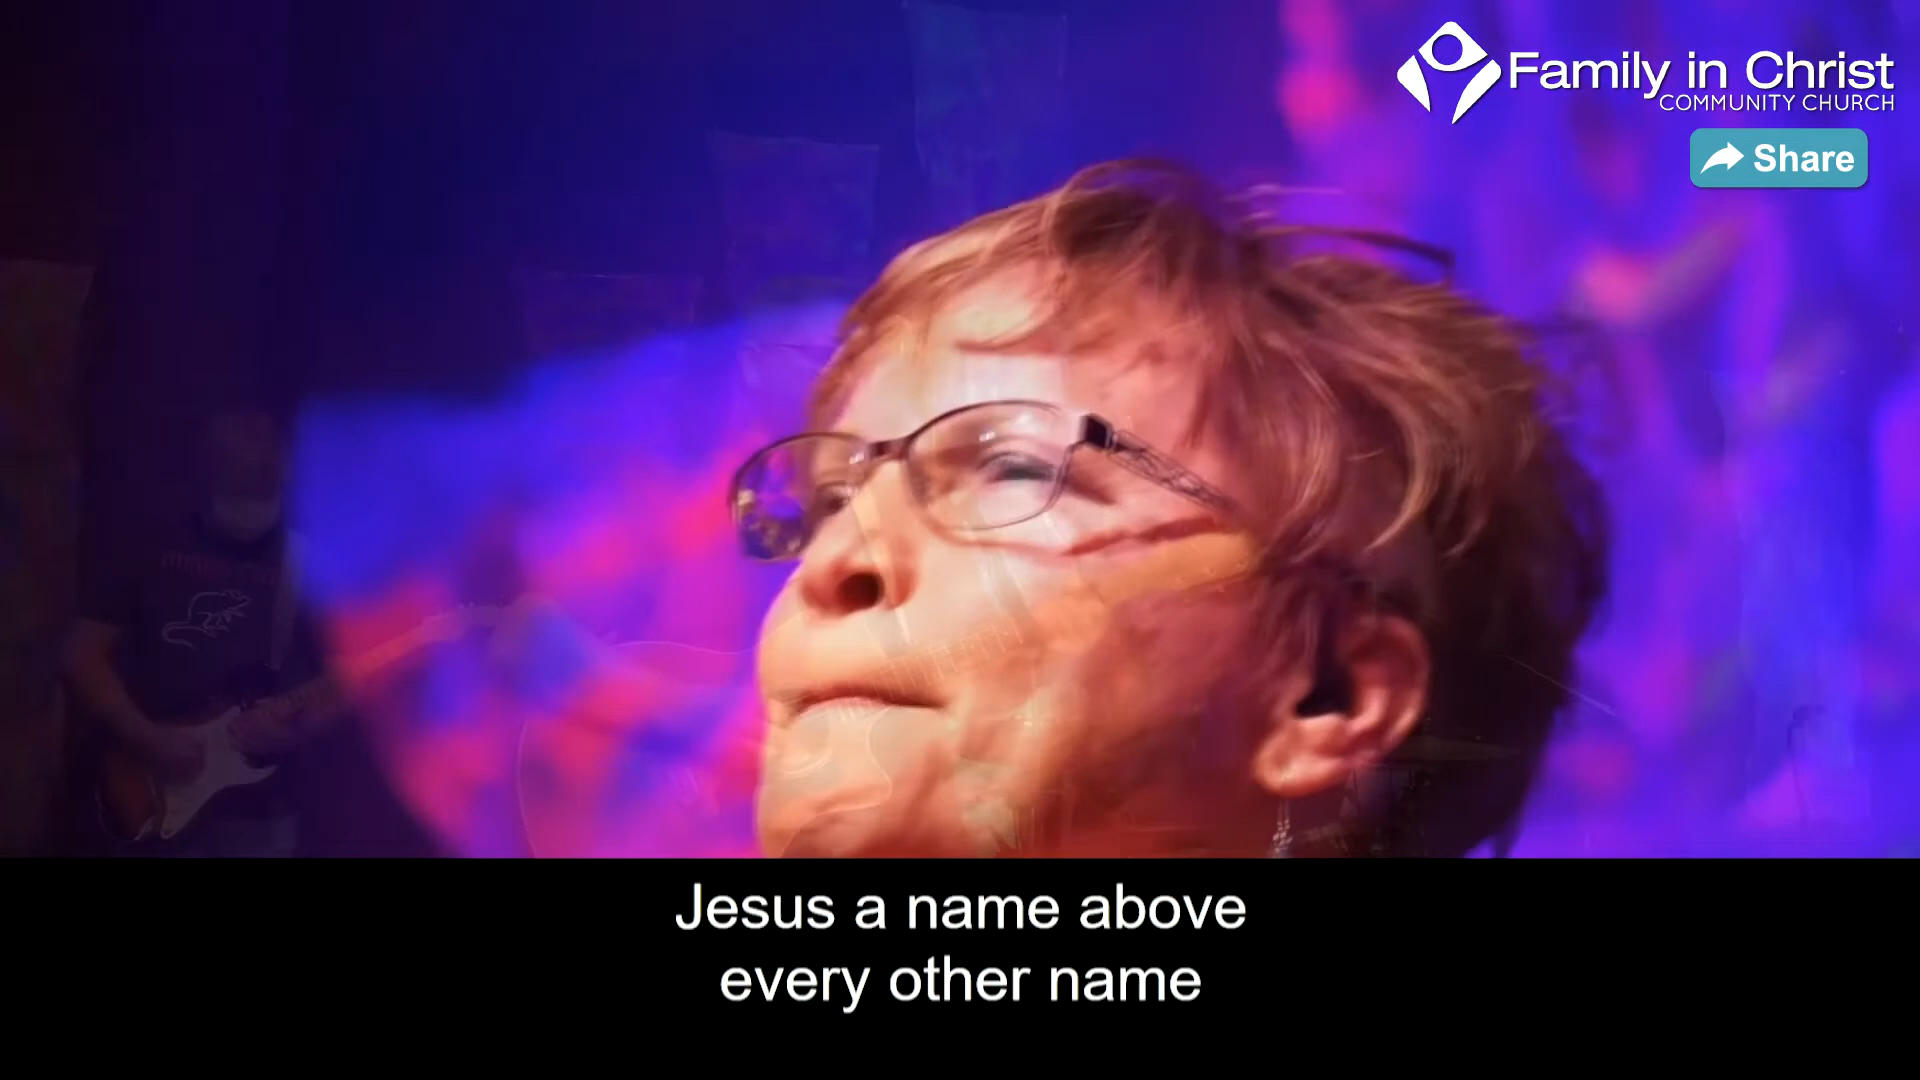 Family in Christ
COMMUNITY CHURCH
Share
Jesus a name above
every other name